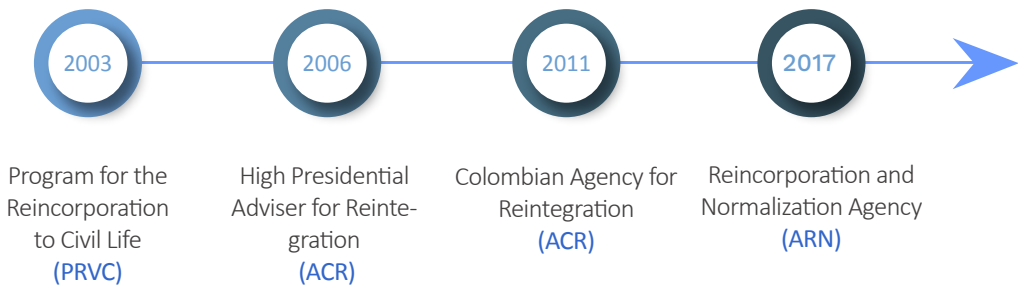 2003
2006
2011
2017
Program for the
Reincorporation
to Civil Life
(PRVC)
High Presidential
Adviser for Reinte-
gration
(ACR)
Colombian Agency for
Reintegration
(ACR)
Reincorporation and
Normalization Agency
(ARN)